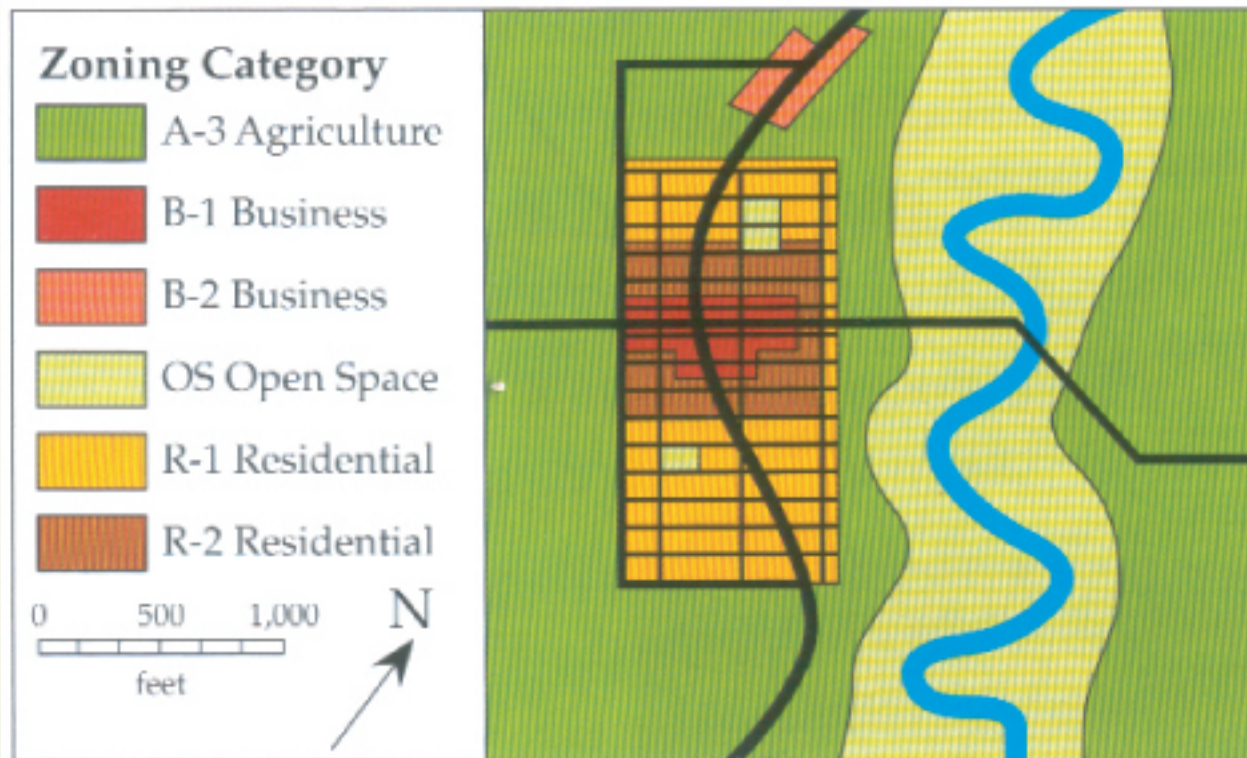 Zoning Category
A-3 Agriculture
B-1 Business
B-2 Business
OS Open Space
R-1 Residential
R-2 Residential
0 500 1,000
feet
N